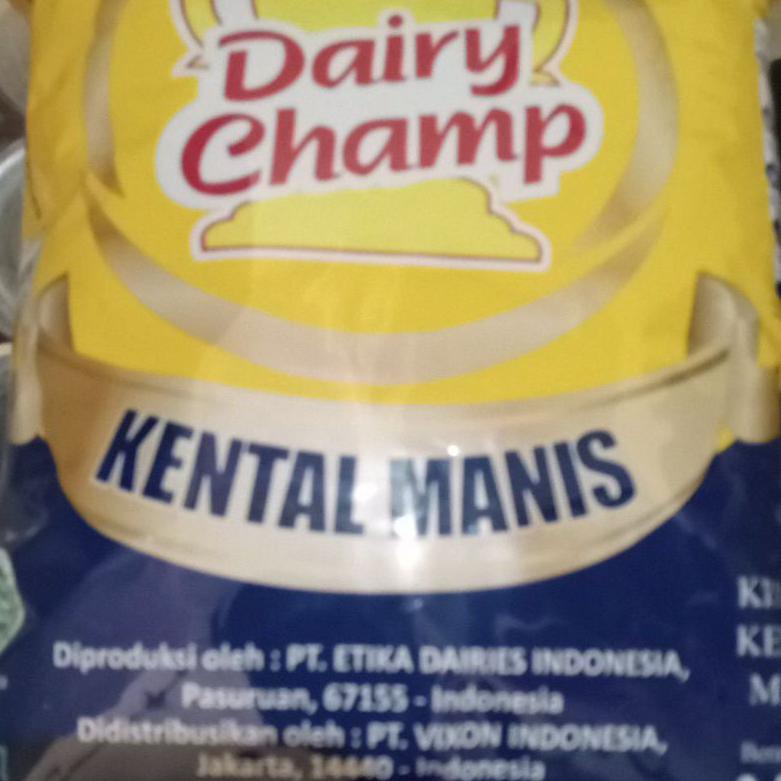 Dairy
Champ
KENTAL MANIS
Diproduksi oleh : PT. ETIKA DAIRIES INDONESIA,
Pasuruan, 67155 - Indonesia
Didistribusikan oleh : PT. VIXON INDONESIA,
Jakarta, 14440 - Indonesia